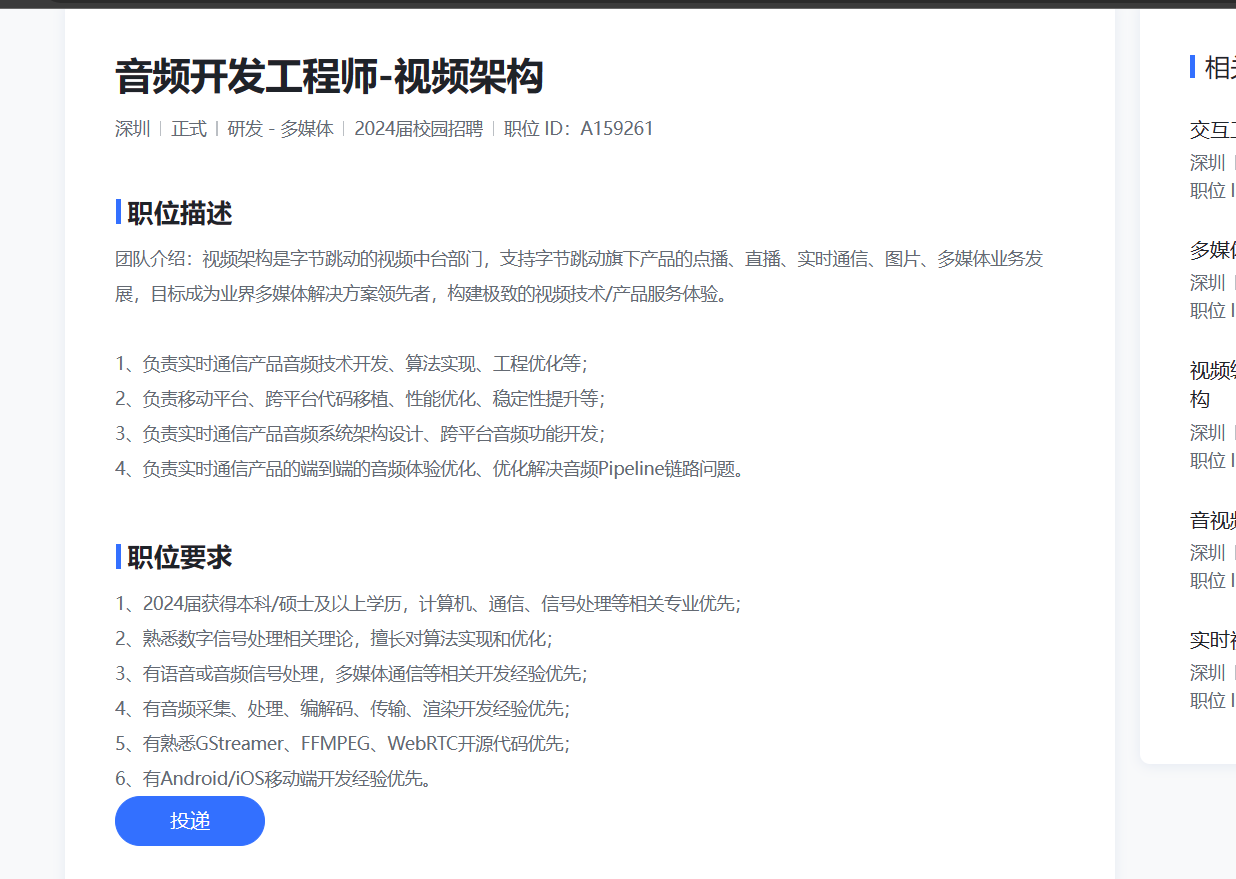 音频开发工程师-视频架构
深圳 | 正式 | 研发 - 多媒体 | 2024届校园招聘 | 职位 ID：A159261
职位描述
团队介绍：视频架构是字节跳动的视频中台部门，支持字节跳动旗下产品的点播、直播、实时通信、图片、多媒体业务发
展，目标成为业界多媒体解决方案领先者，构建极致的视频技术/产品服务体验。
1、负责实时通信产品音频技术开发、算法实现、工程优化等；
2、负责移动平台、跨平台代码移植、性能优化、稳定性提升等；
3、负责实时通信产品音频系统架构设计、跨平台音频功能开发；
4、负责实时通信产品的端到端的音频体验优化、优化解决音频Pipeline链路问题。
职位要求
1、2024届获得本科/硕士及以上学历，计算机、通信、信号处理等相关专业优先；
2、熟悉数字信号处理相关理论，擅长对算法实现和优化；
3、有语音或音频信号处理，多媒体通信等相关开发经验优先；
4、有音频采集、处理、编解码、传输、渲染开发经验优先；
5、有熟悉GStreamer、FFMPEG、WebRTC开源代码优先；
6、有Android/iOS移动端开发经验优先。
投递
相
交互
深圳
职位 I
多媒
深圳
职位 I
视频
构
深圳
职位 I
音视
深圳
职位 I
实时
深圳
职位 I